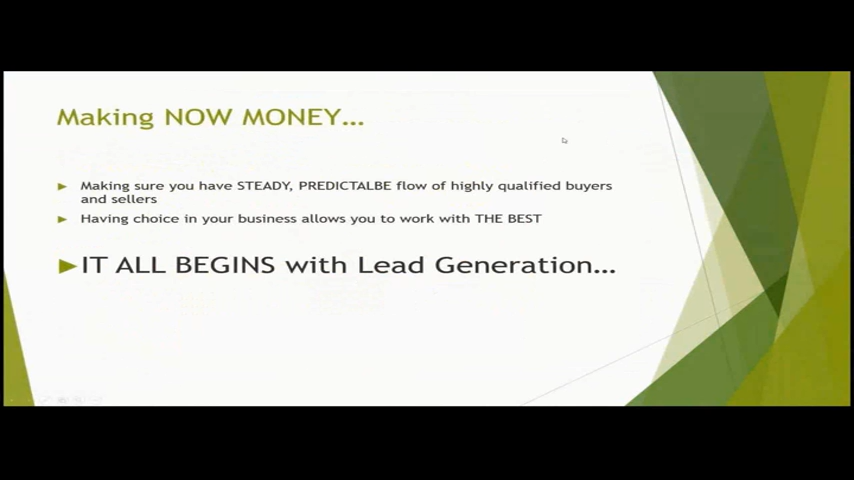 Making NOW MONEY...
Making sure you have STEADY, PREDICTALBE flow of highly qualified buyers
and sellers
Having choice in your business allows you to work with THE BEST
IT ALL BEGINS with Lead Generation...